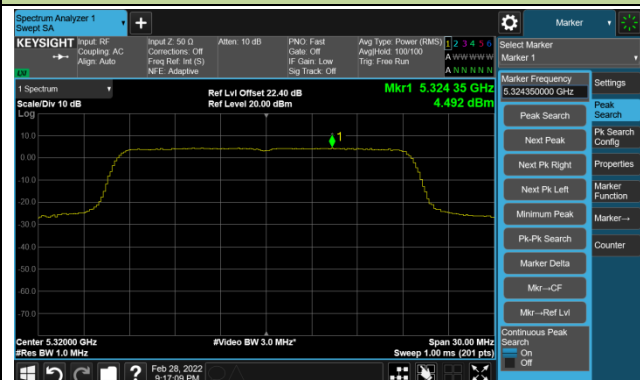 Spectrum Analyzer 1
Swept SA
+
Marker
KEYSIGHT
Input: RF
Coupling: AC
Align: Auto
Input Z: 50 Ω
Corrections: Off
Freq Ref: Int (S)
NFE: Adaptive
Atten: 10 dB
PNO: Fast
Gate: Off
IF Gain: Low
Sig Track: Off
Avg Type: Power (RMS)
Avg|Hold: 100/100
Trig: Free Run
1 2 3 4 5 6
A W W W W W
A N N N N N
Select Marker
Marker 1
LXI
1 Spectrum
Scale/Div 10 dB
Log
Ref Lvl Offset 22.40 dB
Ref Level 20.00 dBm
Mkr1 5.324 35 GHz
4.492 dBm
1
10.0
0.00
-10.0
-20.0
-30.0
-40.0
-50.0
-60.0
-70.0
Center 5.32000 GHz
#Res BW 1.0 MHz
#Video BW 3.0 MHz*
Span 30.00 MHz
Sweep 1.00 ms (201 pts)
Marker Frequency
5.324350000 GHz
Peak Search
Next Peak
Next Pk Right
Next Pk Left
Minimum Peak
Pk-Pk Search
Marker Delta
Mkr→CF
Mkr→Ref Lvl
Continuous Peak
Search
On
Off
Settings
Peak
Search
Pk Search
Config
Properties
Marker
Function
Marker→
Counter
?
Feb 28, 2022
9:17:09 PM